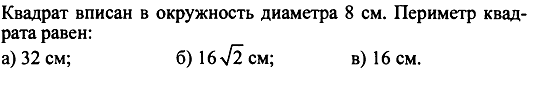 Квадрат вписан в окружность диаметра 8 см. Периметр квад-
рата равен:
а) 32 см; б) 16√2 см; в) 16 см.